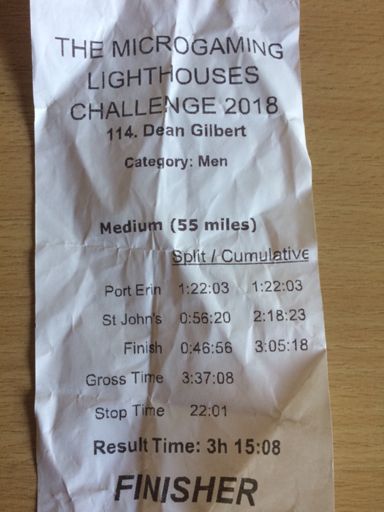 THE MICROGAMING
LIGHTHOUSES
CHALLENGE 2018
114. Dean Gilbert
Category: Men
Medium (55 miles)
Split / Cumulative
Port Erin 1:22:03 1:22:03
St John's 0:56:20 2:18:23
Finish 0:46:56 3:05:18
Gross Time 3:37:08
Stop Time 22:01
Result Time: 3h 15:08
FINISHER